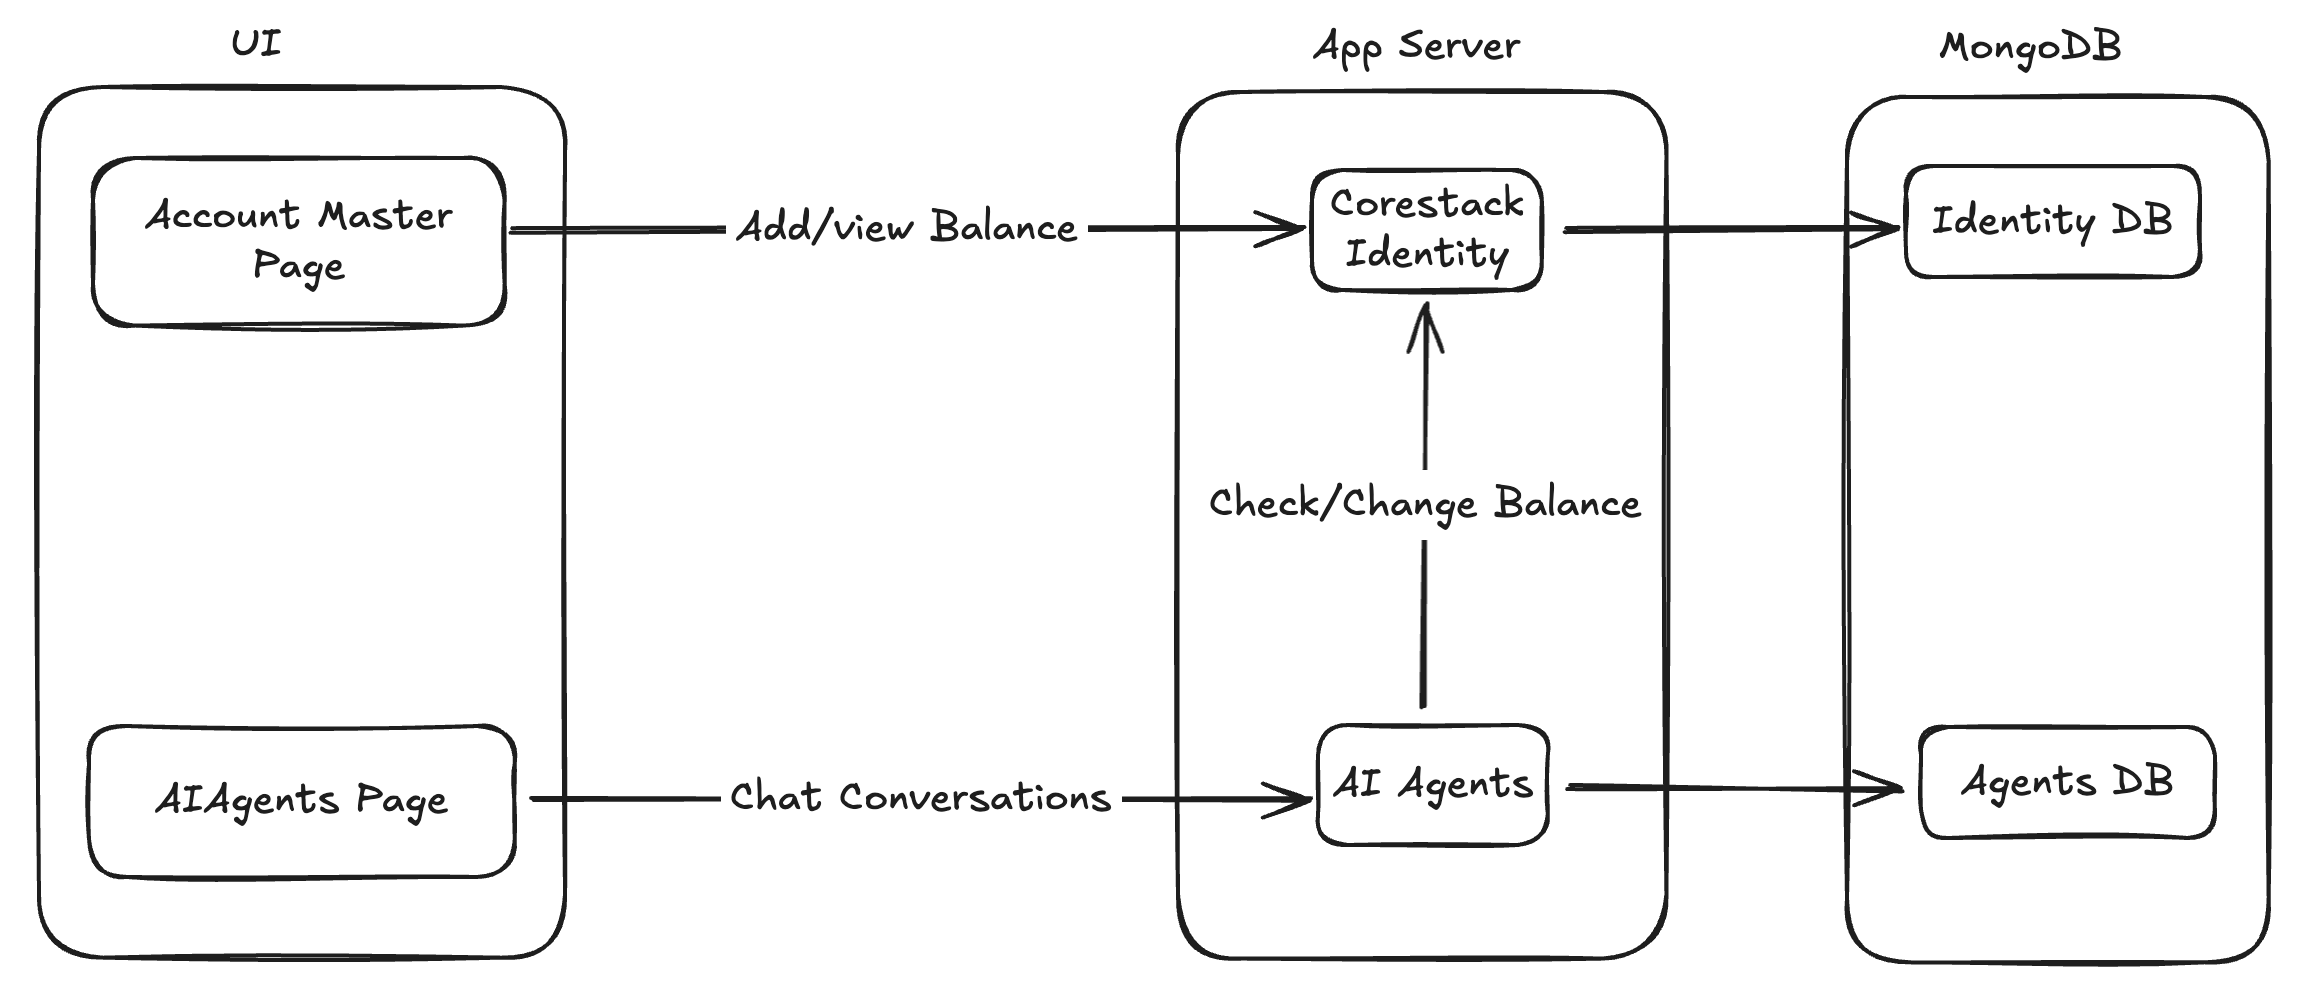 UI
App Server
MongoDB
Account Master
Page
Add/view Balance
Corestack
Identity
Identity DB
Check/Change Balance
AIAgents Page
Chat Conversations
AI Agents
Agents DB